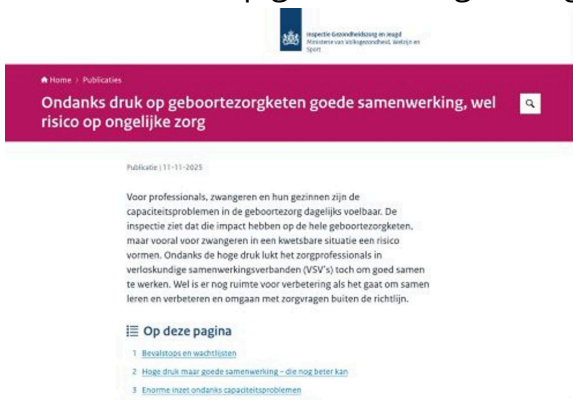 Inspectie Gezondheidszorg en Jeugd
Ministerie van Volksgezondheid, Welzijn en
Sport
Home > Publicaties
Ondanks druk op geboortezorgketen goede samenwerking, wel
risico op ongelijke zorg
Publicatie | 11-11-2025
Voor professionals, zwangeren en hun gezinnen zijn de
capaciteitsproblemen in de geboortezorg dagelijks voelbaar. De
inspectie ziet dat die impact hebben op de hele geboortezorgketen,
maar vooral voor zwangeren in een kwetsbare situatie een risico
vormen. Ondanks de hoge druk lukt het zorgprofessionals in
verloskundige samenwerkingsverbanden (VSV's) toch om goed samen
te werken. Wel is er nog ruimte voor verbetering als het gaat om samen
leren en verbeteren en omgaan met zorgvragen buiten de richtlijn.
Op deze pagina
1 Bevalstops en wachtlijsten
2 Hoge druk maar goede samenwerking – die nog beter kan
3 Enorme inzet ondanks capaciteitsproblemen